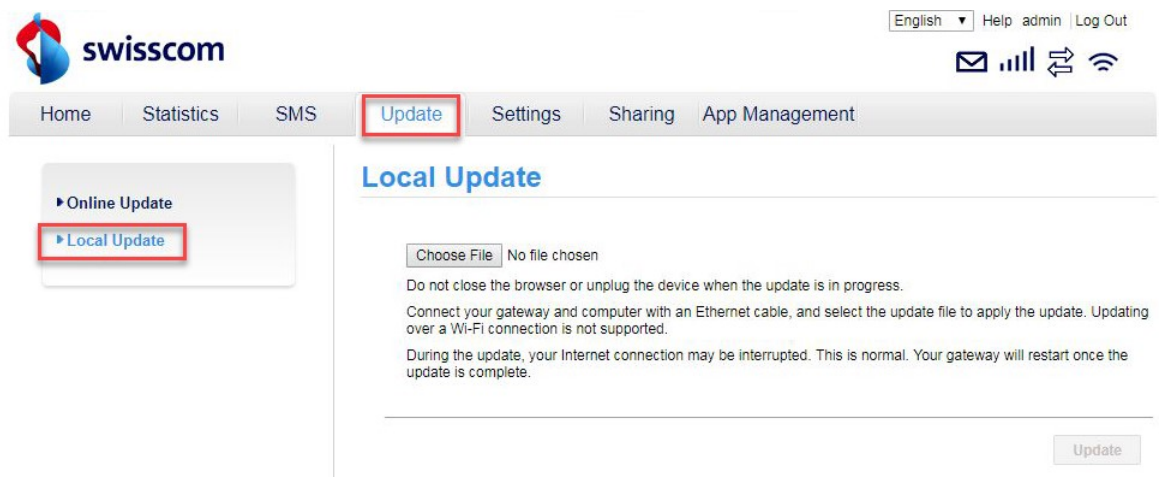 English Help admin Log Out
swisscom
Home Statistics SMS Update Settings Sharing App Management
Local Update
Online Update
Local Update
Choose File No file chosen
Do not close the browser or unplug the device when the update is in progress.
Connect your gateway and computer with an Ethernet cable, and select the update file to apply the update. Updating
over a Wi-Fi connection is not supported.
During the update, your Internet connection may be interrupted. This is normal. Your gateway will restart once the
update is complete.
Update